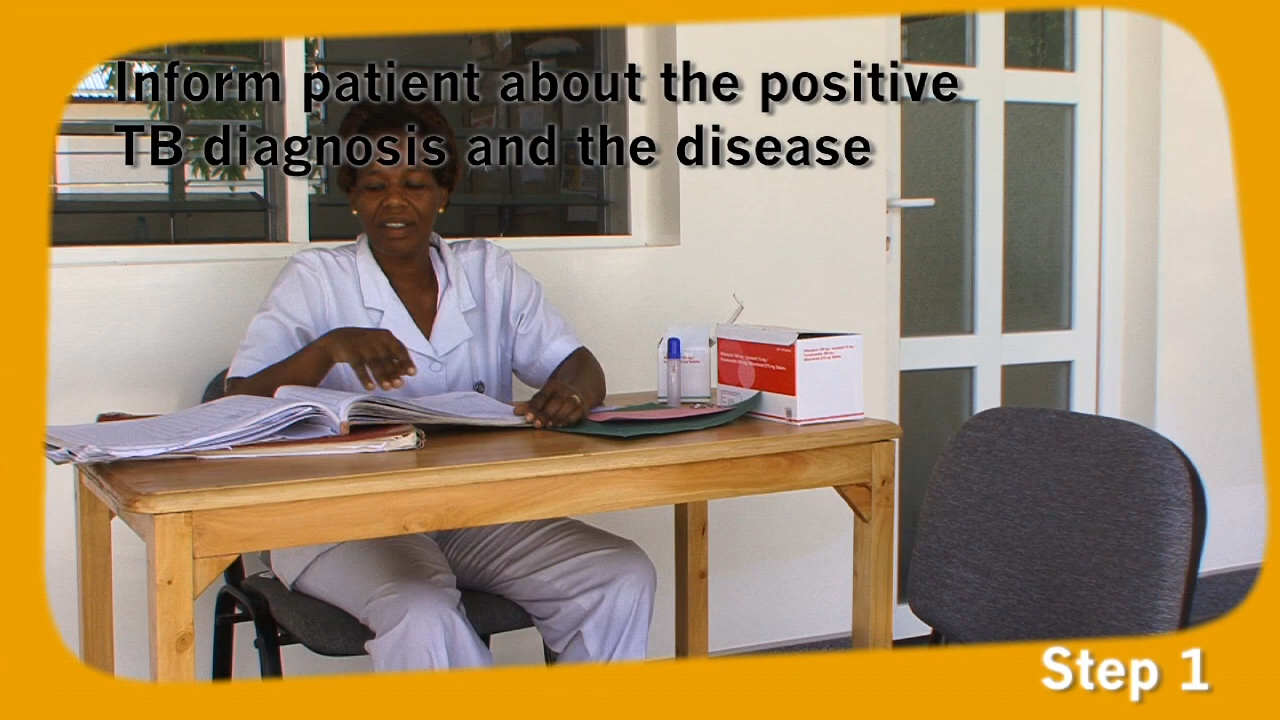 Inform patient about the positive
TB diagnosis and the disease
Step 1